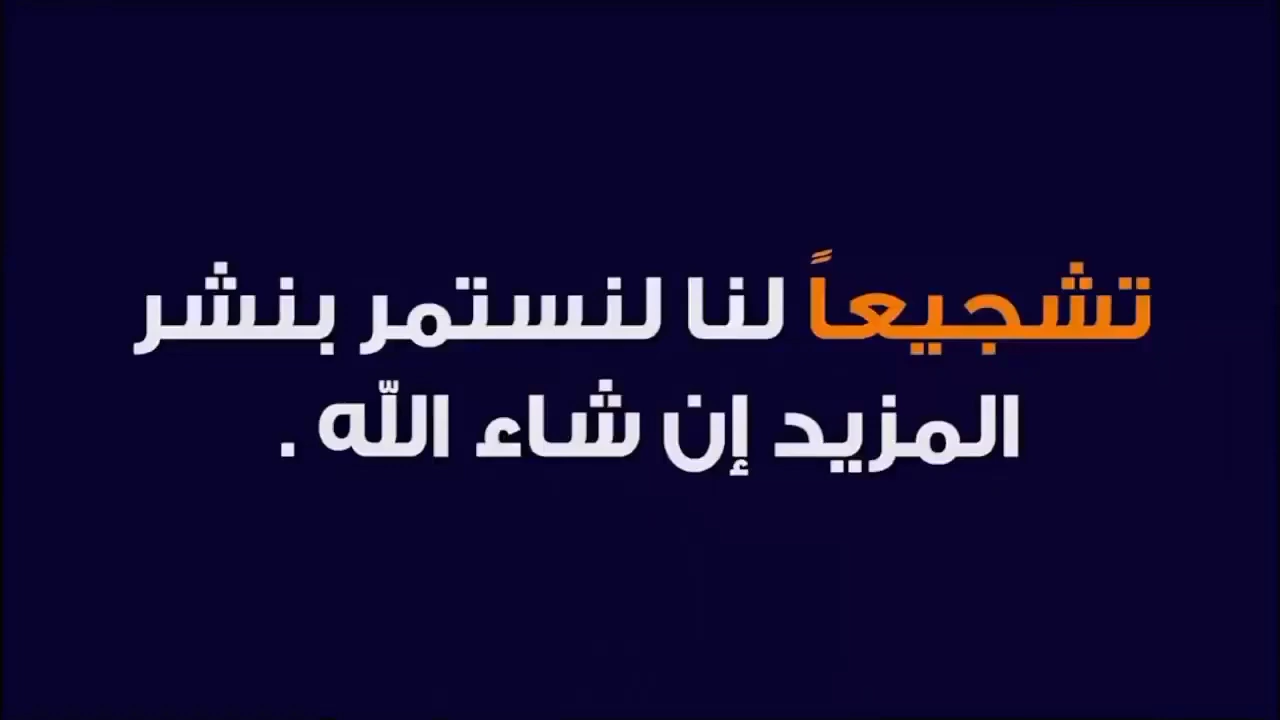 تشجيعاً لنا لنستمر بنشر
المزيد إن شاء اللّه .